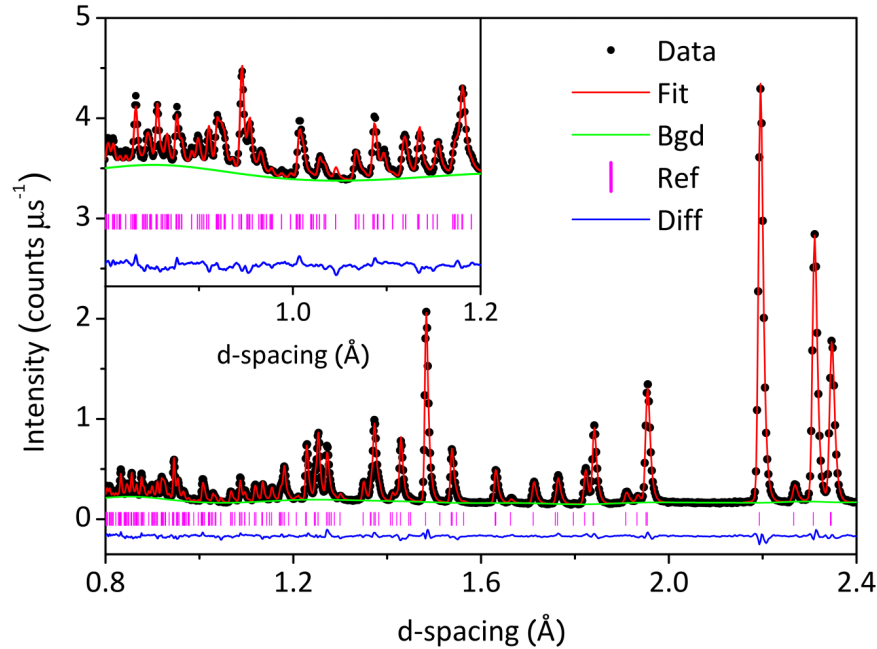 5
4
3
2
1
0
Intensity (counts μs⁻¹)
Data
Fit
Bgd
Ref
Diff
1.0
1.2
d-spacing (Å)
0.8
1.2
1.6
2.0
2.4
d-spacing (Å)